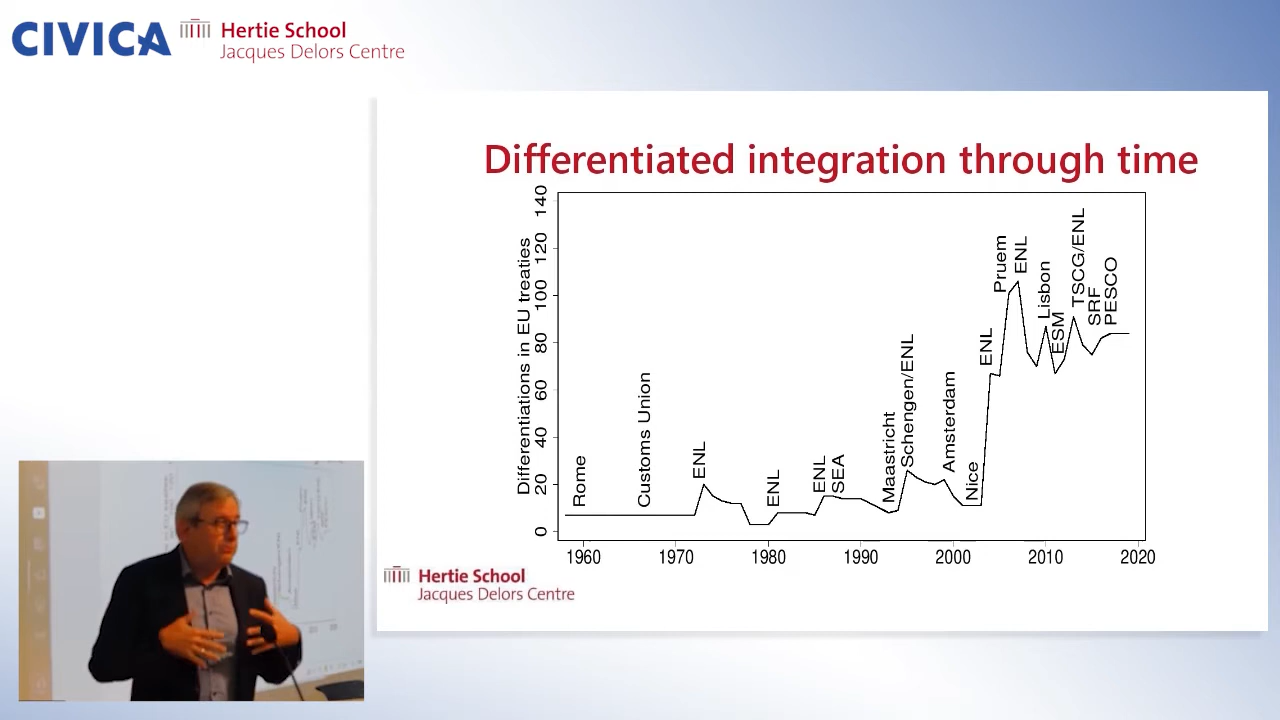 CIVICA
Hertie School
Jacques Delors Centre
Differentiated integration through time
Differentiations in EU treaties
140
120
100
80
60
40
20
0
Rome
Customs Union
ENL
ENL
ENL
SEA
Maastricht
Schengen/ENL
Amsterdam
Nice
ENL
Pruem
ENL
Lisbon
ESM
TSCG/ENL
SRF
PESCO
1960
1970
1980
1990
2000
2010
2020
Hertie School
Jacques Delors Centre